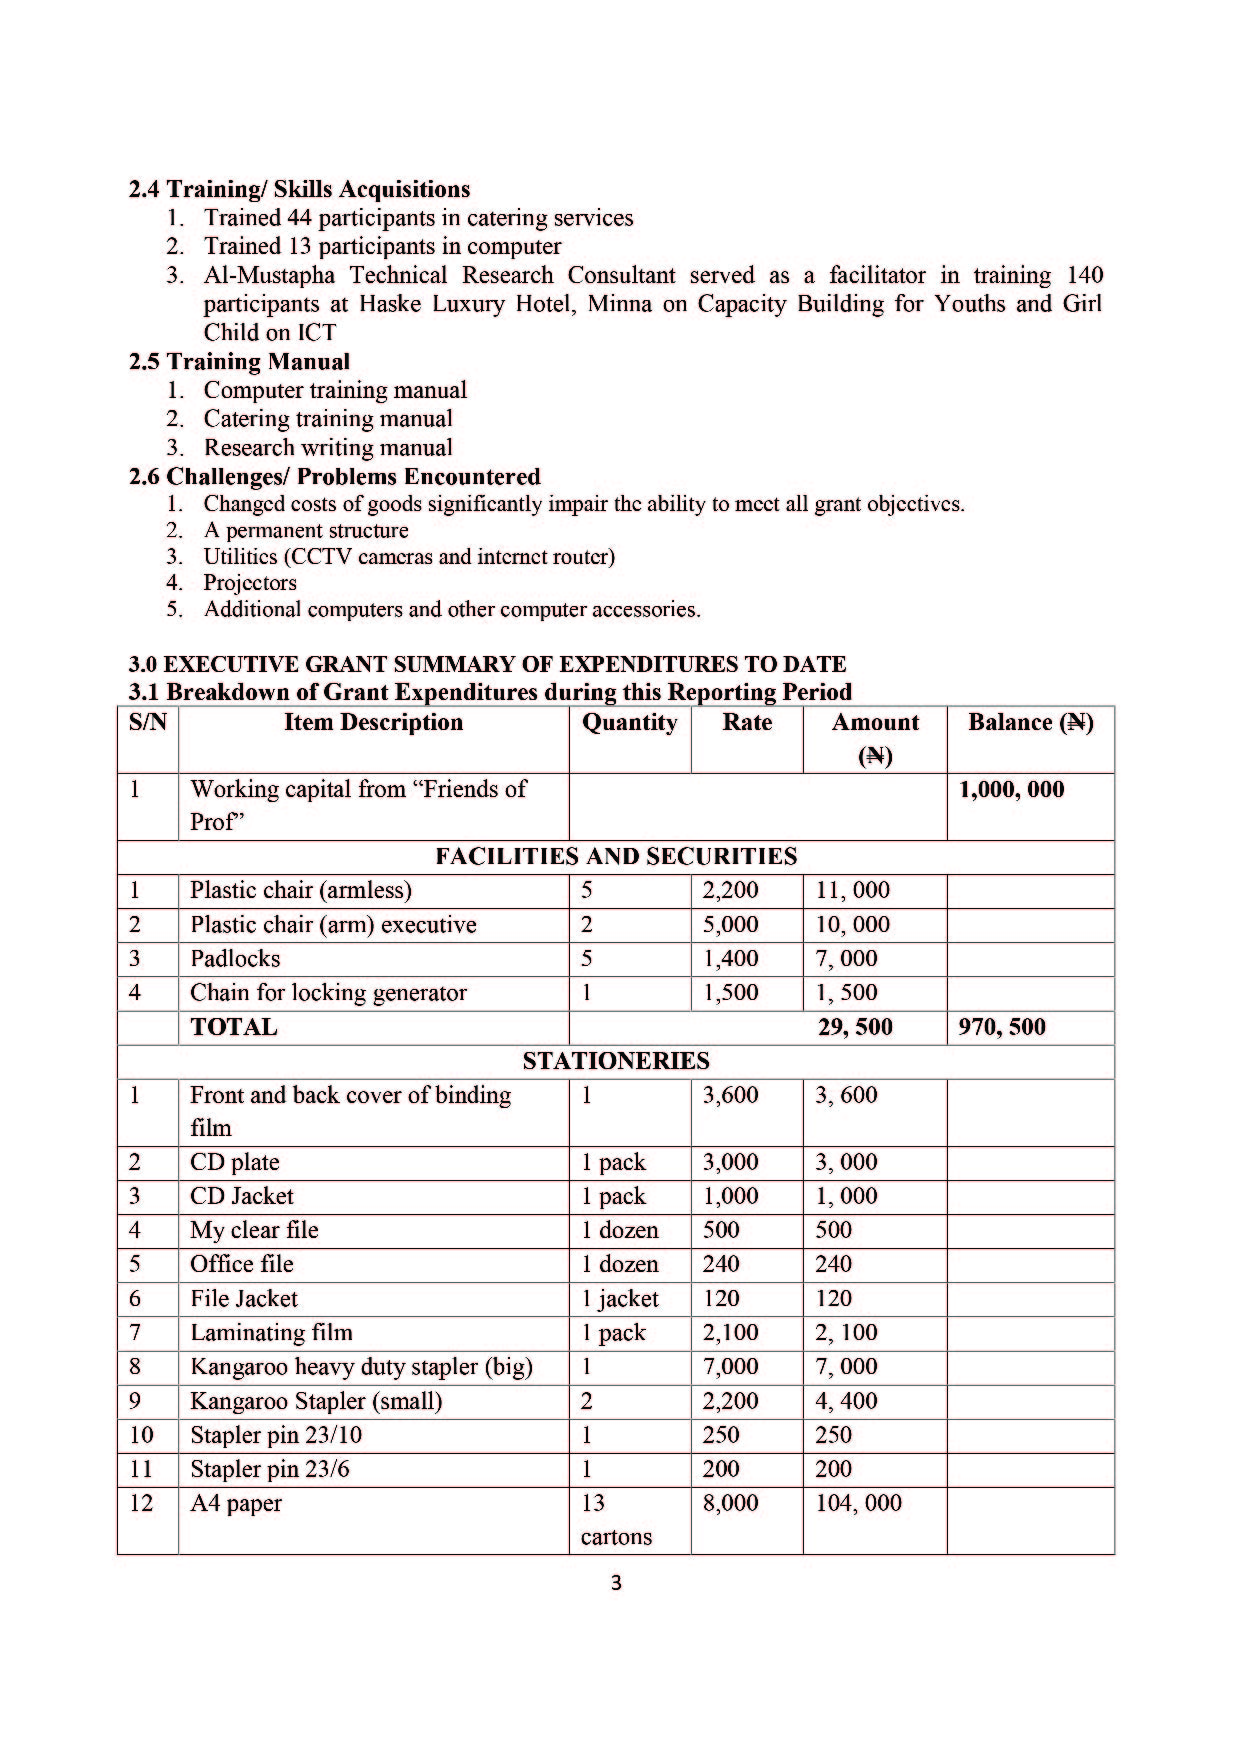 2.4 Training/ Skills Acquisitions
1. Trained 44 participants in catering services
2. Trained 13 participants in computer
3. Al-Mustapha Technical Research Consultant served as a facilitator in training 140
participants at Haske Luxury Hotel, Minna on Capacity Building for Youths and Girl
Child on ICT
2.5 Training Manual
1. Computer training manual
2. Catering training manual
3. Research writing manual
2.6 Challenges/ Problems Encountered
1. Changed costs of goods significantly impair the ability to meet all grant objectives.
2. A permanent structure
3. Utilities (CCTV cameras and internet router)
4. Projectors
5. Additional computers and other computer accessories.
3.0 EXECUTIVE GRANT SUMMARY OF EXPENDITURES TO DATE
3.1 Breakdown of Grant Expenditures during this Reporting Period
S/N Item Description Quantity Rate Amount Balance (₦)
(₦)
1 Working capital from “Friends of 1,000, 000
Prof”
FACILITIES AND SECURITIES
1 Plastic chair (armless) 5 2,200 11, 000
2 Plastic chair (arm) executive 2 5,000 10, 000
3 Padlocks 5 1,400 7, 000
4 Chain for locking generator 1 1,500 1, 500
TOTAL 29, 500 970, 500
STATIONERIES
1 Front and back cover of binding 1 3,600 3, 600
film
2 CD plate 1 pack 3,000 3, 000
3 CD Jacket 1 pack 1,000 1, 000
4 My clear file 1 dozen 500 500
5 Office file 1 dozen 240 240
6 File Jacket 1 jacket 120 120
7 Laminating film 1 pack 2,100 2, 100
8 Kangaroo heavy duty stapler (big) 1 7,000 7, 000
9 Kangaroo Stapler (small) 2 2,200 4, 400
10 Stapler pin 23/10 1 250 250
11 Stapler pin 23/6 1 200 200
12 A4 paper 13 8,000 104, 000
cartons
3